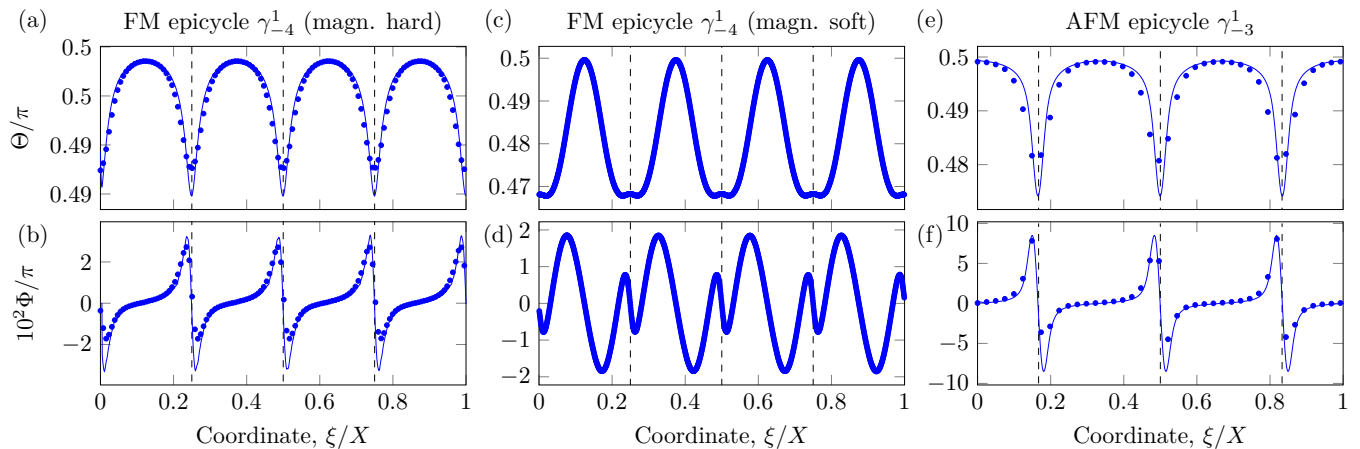 (a) FM epicycle γ¹₋₄ (magn. hard)
(c) FM epicycle γ¹₋₄ (magn. soft)
(e) AFM epicycle γ¹₋₃
Θ/π
0.5
0.5
0.49
0.49
0.5
0.49
0.48
0.47
0.5
0.49
0.48
(b)
(d)
(f)
10²Φ/π
2
0
−2
2
1
0
−1
−2
10
5
0
−5
−10
0 0.2 0.4 0.6 0.8 1
0 0.2 0.4 0.6 0.8 1
0 0.2 0.4 0.6 0.8 1
Coordinate, ξ/X
Coordinate, ξ/X
Coordinate, ξ/X